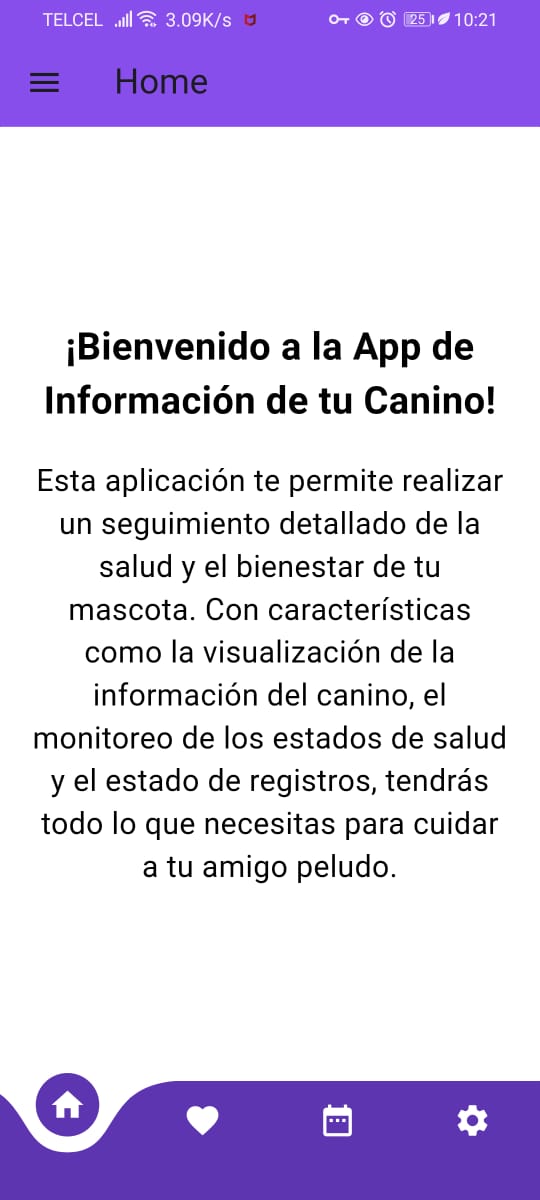 TELCEL 3.09K/s 25 10:21
Home
¡Bienvenido a la App de
Información de tu Canino!
Esta aplicación te permite realizar
un seguimiento detallado de la
salud y el bienestar de tu
mascota. Con características
como la visualización de la
información del canino, el
monitoreo de los estados de salud
y el estado de registros, tendrás
todo lo que necesitas para cuidar
a tu amigo peludo.